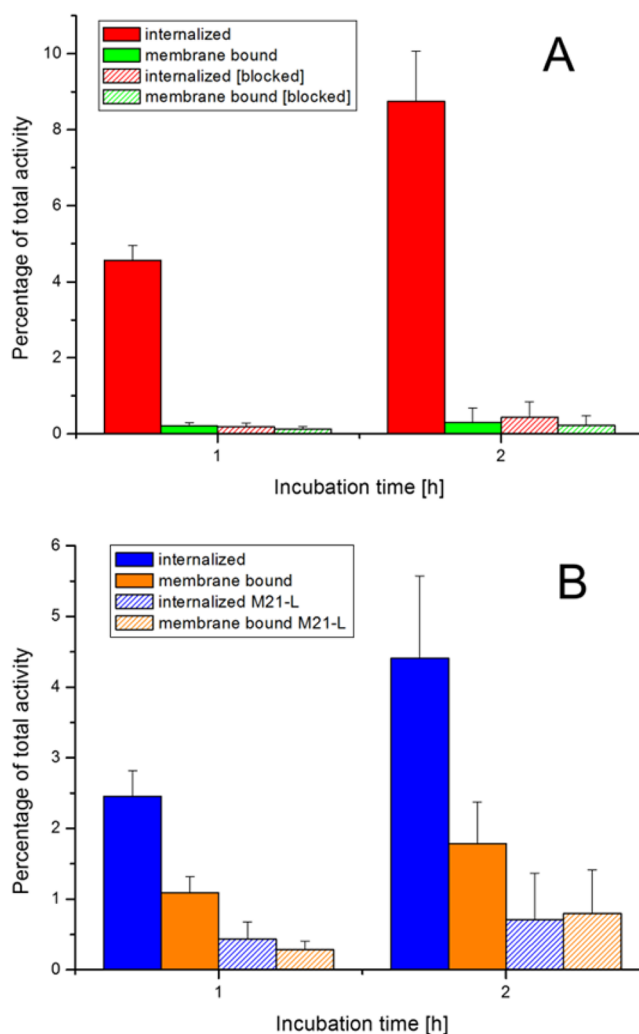 A
internalized
membrane bound
internalized [blocked]
membrane bound [blocked]
Percentage of total activity
10
8
6
4
2
0
1
2
Incubation time [h]
B
internalized
membrane bound
internalized M21-L
membrane bound M21-L
Percentage of total activity
6
5
4
3
2
1
0
1
2
Incubation time [h]